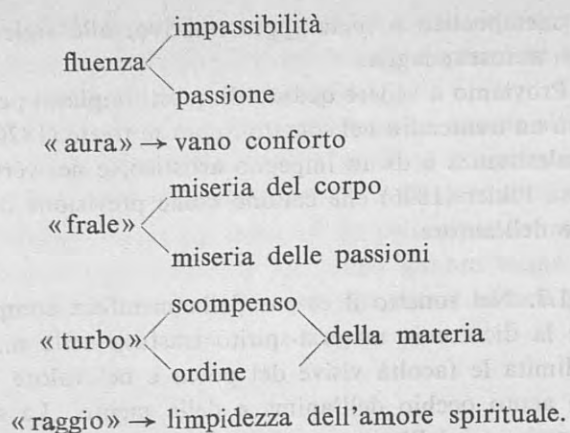 impassibilità
fluenza
passione
«aura» → vano conforto
miseria del corpo
«frale»
miseria delle passioni
scompenso
«turbo» della materia
ordine
«raggio» → limpidezza dell'amore spirituale.